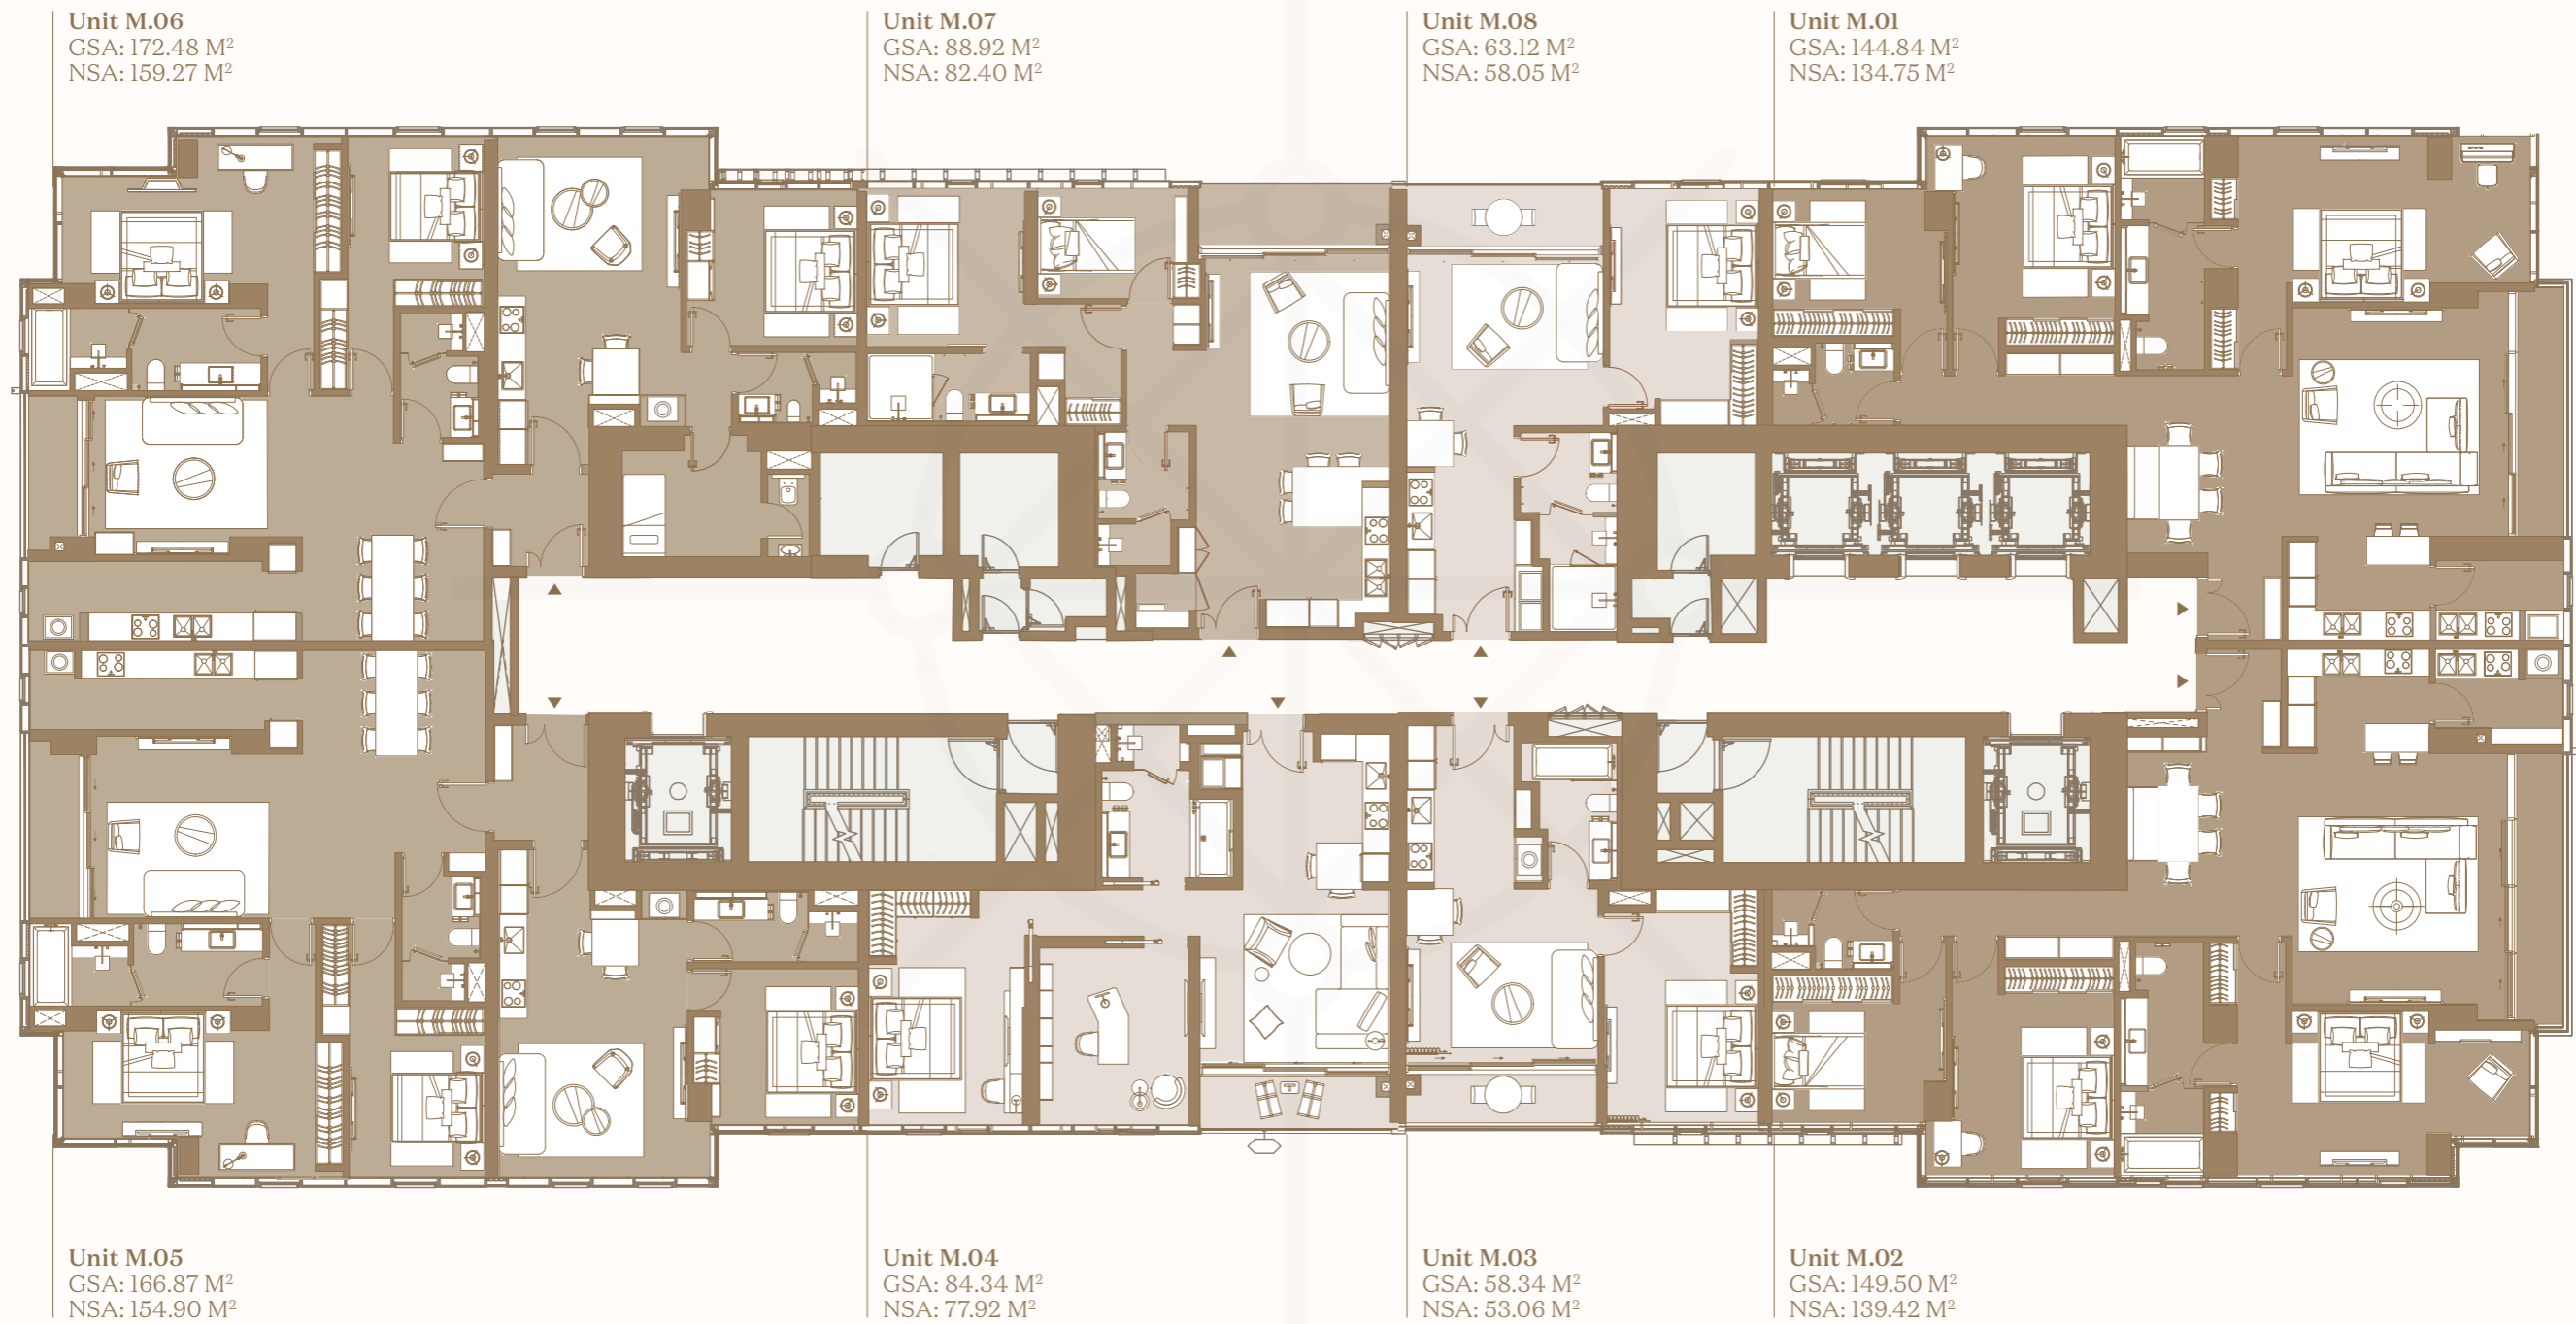 Unit M.06
GSA: 172.48 M²
NSA: 159.27 M²
Unit M.07
GSA: 88.92 M²
NSA: 82.40 M²
Unit M.08
GSA: 63.12 M²
NSA: 58.05 M²
Unit M.01
GSA: 144.84 M²
NSA: 134.75 M²
Unit M.05
GSA: 166.87 M²
NSA: 154.90 M²
Unit M.04
GSA: 84.34 M²
NSA: 77.92 M²
Unit M.03
GSA: 58.34 M²
NSA: 53.06 M²
Unit M.02
GSA: 149.50 M²
NSA: 139.42 M²